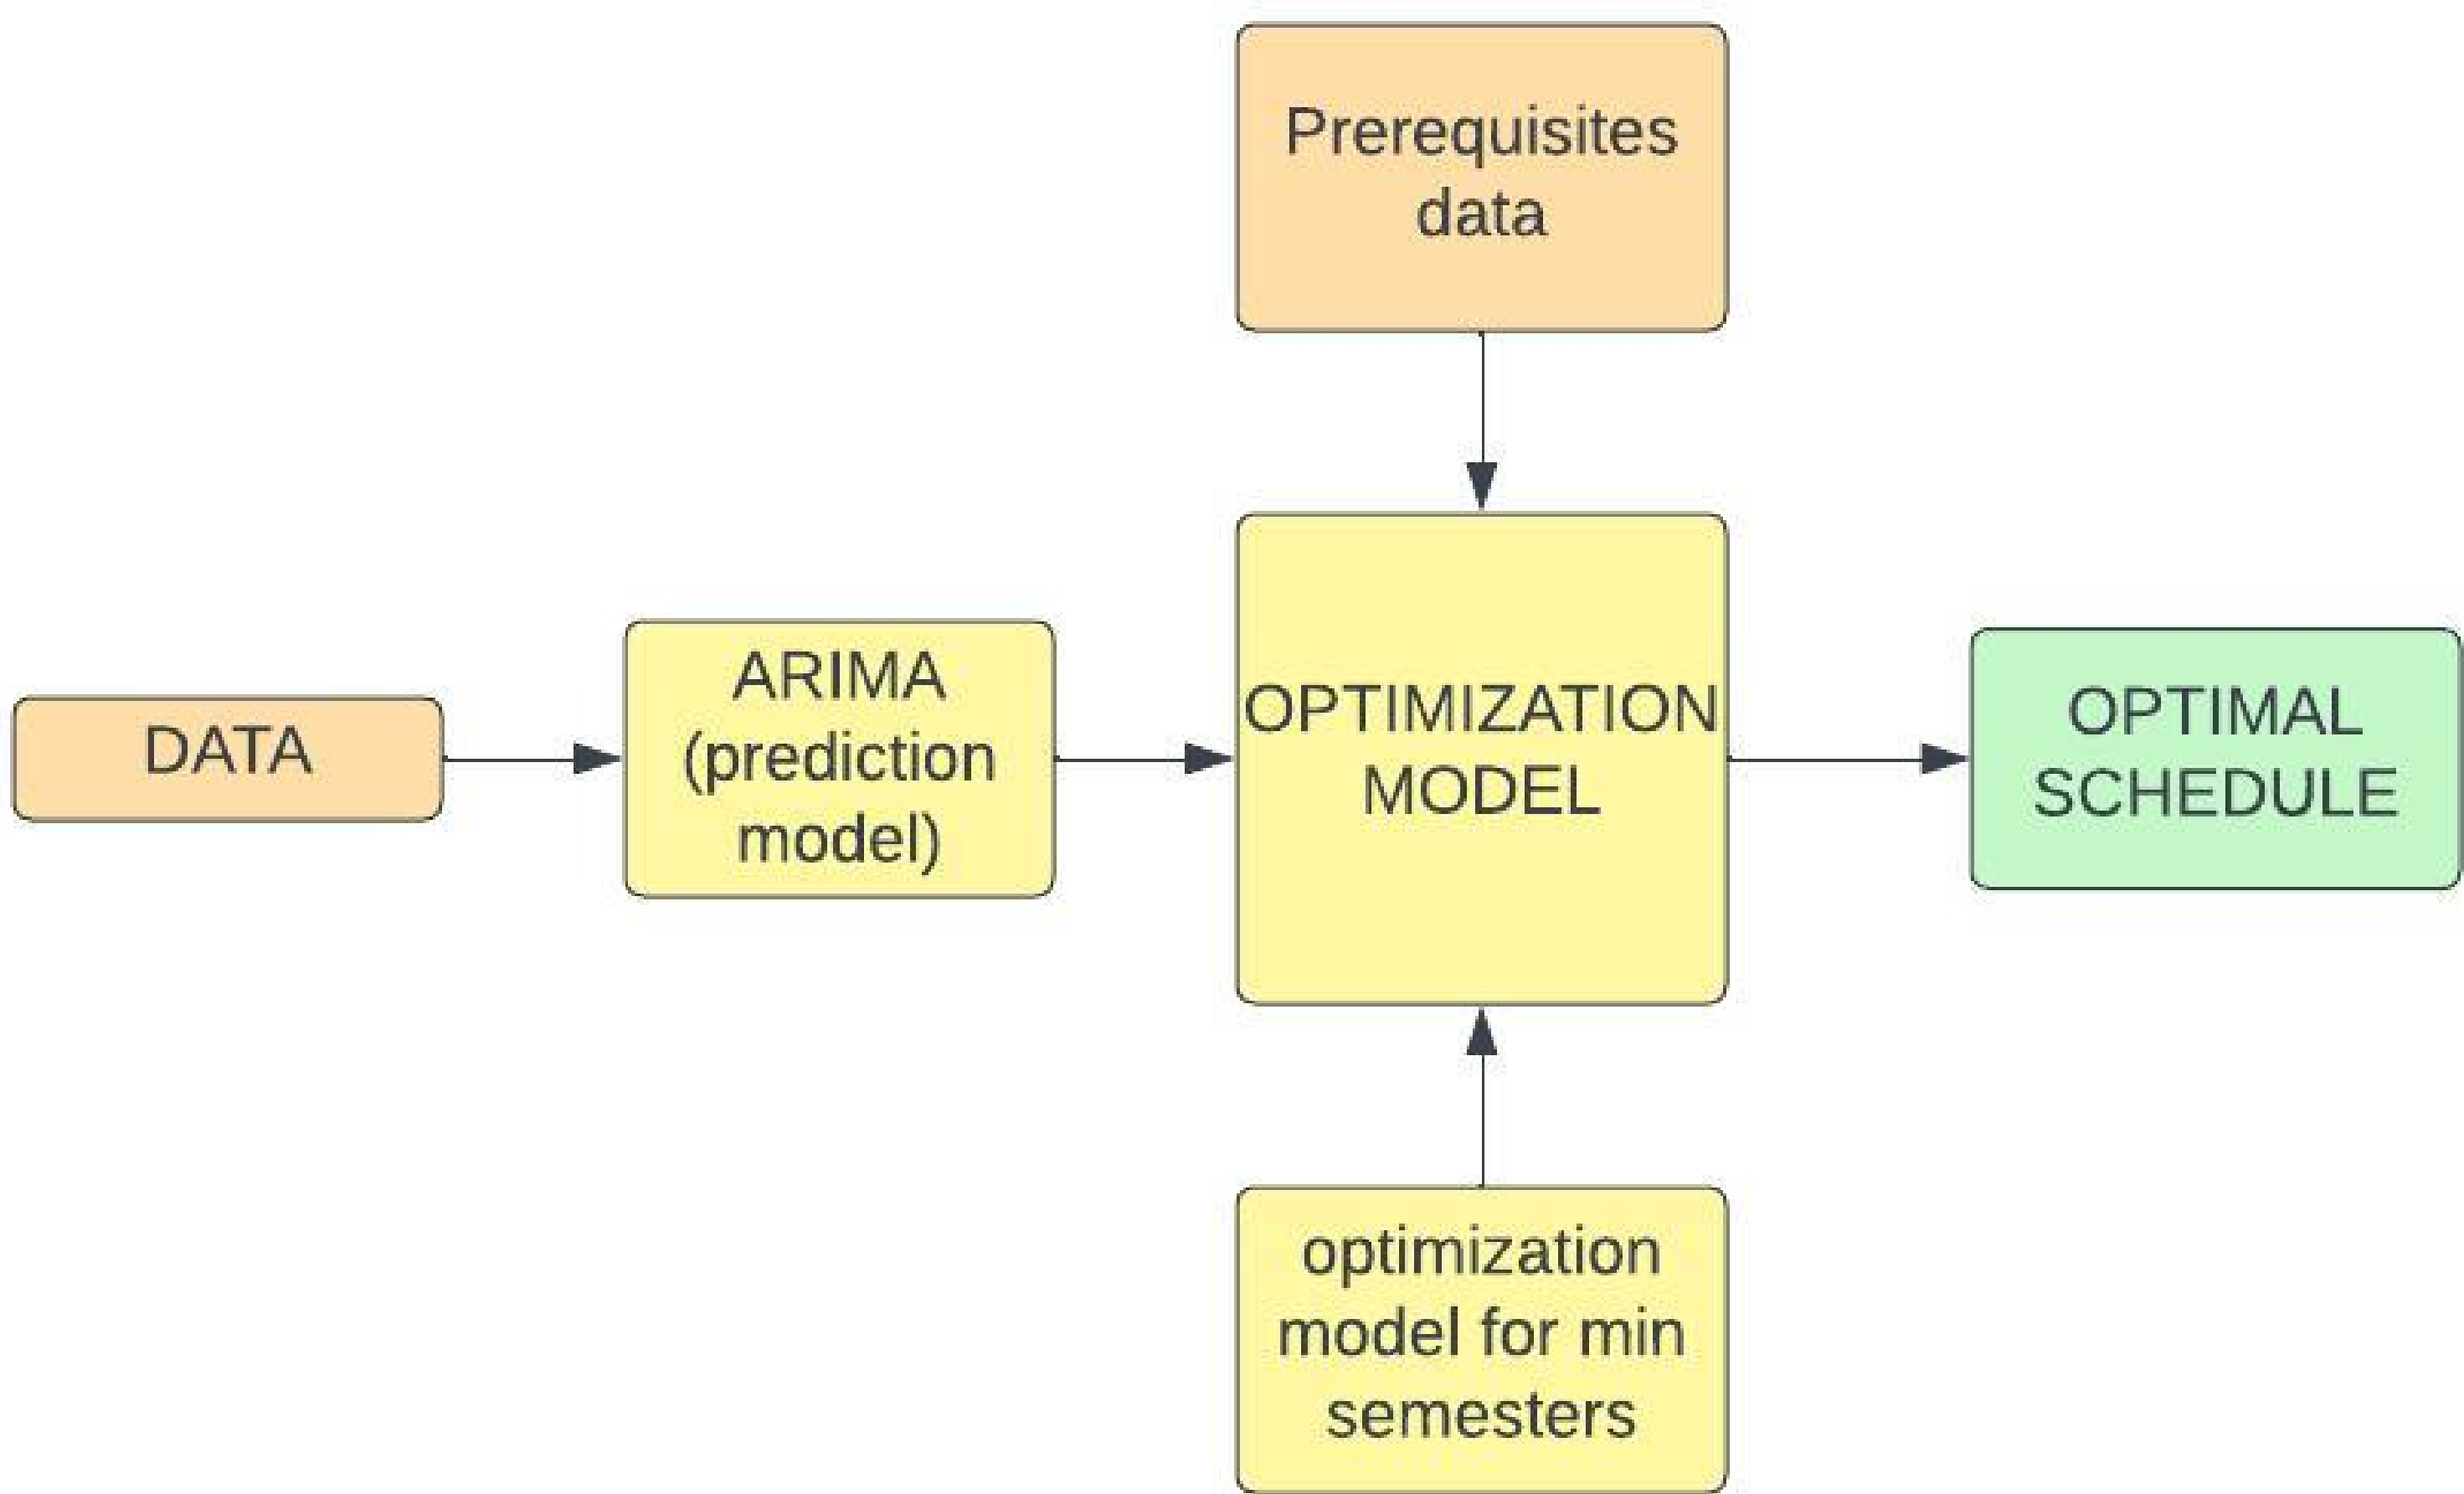 Prerequisites
data
DATA
ARIMA
(prediction
model)
OPTIMIZATION
MODEL
OPTIMAL
SCHEDULE
optimization
model for min
semesters